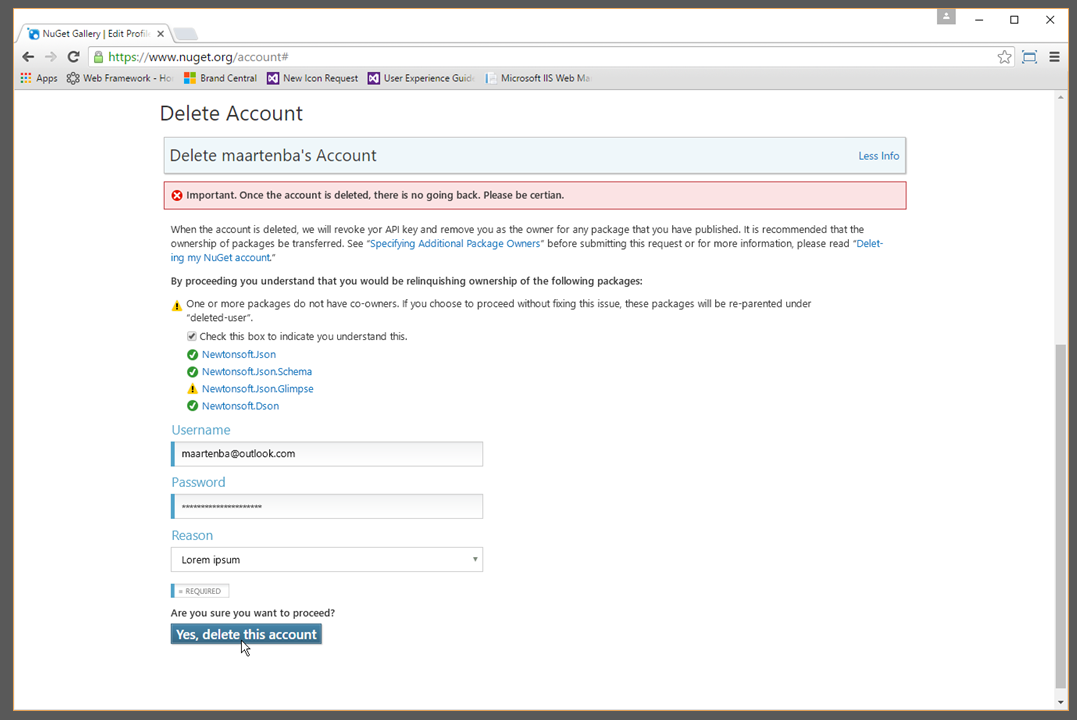 NuGet Gallery | Edit Profile
https://www.nuget.org/account#
Apps Web Framework - Ho Brand Central New Icon Request User Experience Guide Microsoft IIS Web Ma
Delete Account
Delete maartenba's Account Less Info
Important. Once the account is deleted, there is no going back. Please be certian.
When the account is deleted, we will revoke yor API key and remove you as the owner for any package that you have published. It is recommended that the
ownership of packages be transferred. See “Specifying Additional Package Owners” before submitting this request or for more information, please read “Delet-
ing my NuGet account.”
By proceeding you understand that you would be relinquishing ownership of the following packages:
One or more packages do not have co-owners. If you choose to proceed without fixing this issue, these packages will be re-parented under
“deleted-user”.
Check this box to indicate you understand this.
Newtonsoft.Json
Newtonsoft.Json.Schema
Newtonsoft.Json.Glimpse
Newtonsoft.Dson
Username
maartenba@outlook.com
Password
*********************
Reason
Lorem ipsum
= REQUIRED
Are you sure you want to proceed?
Yes, delete this account